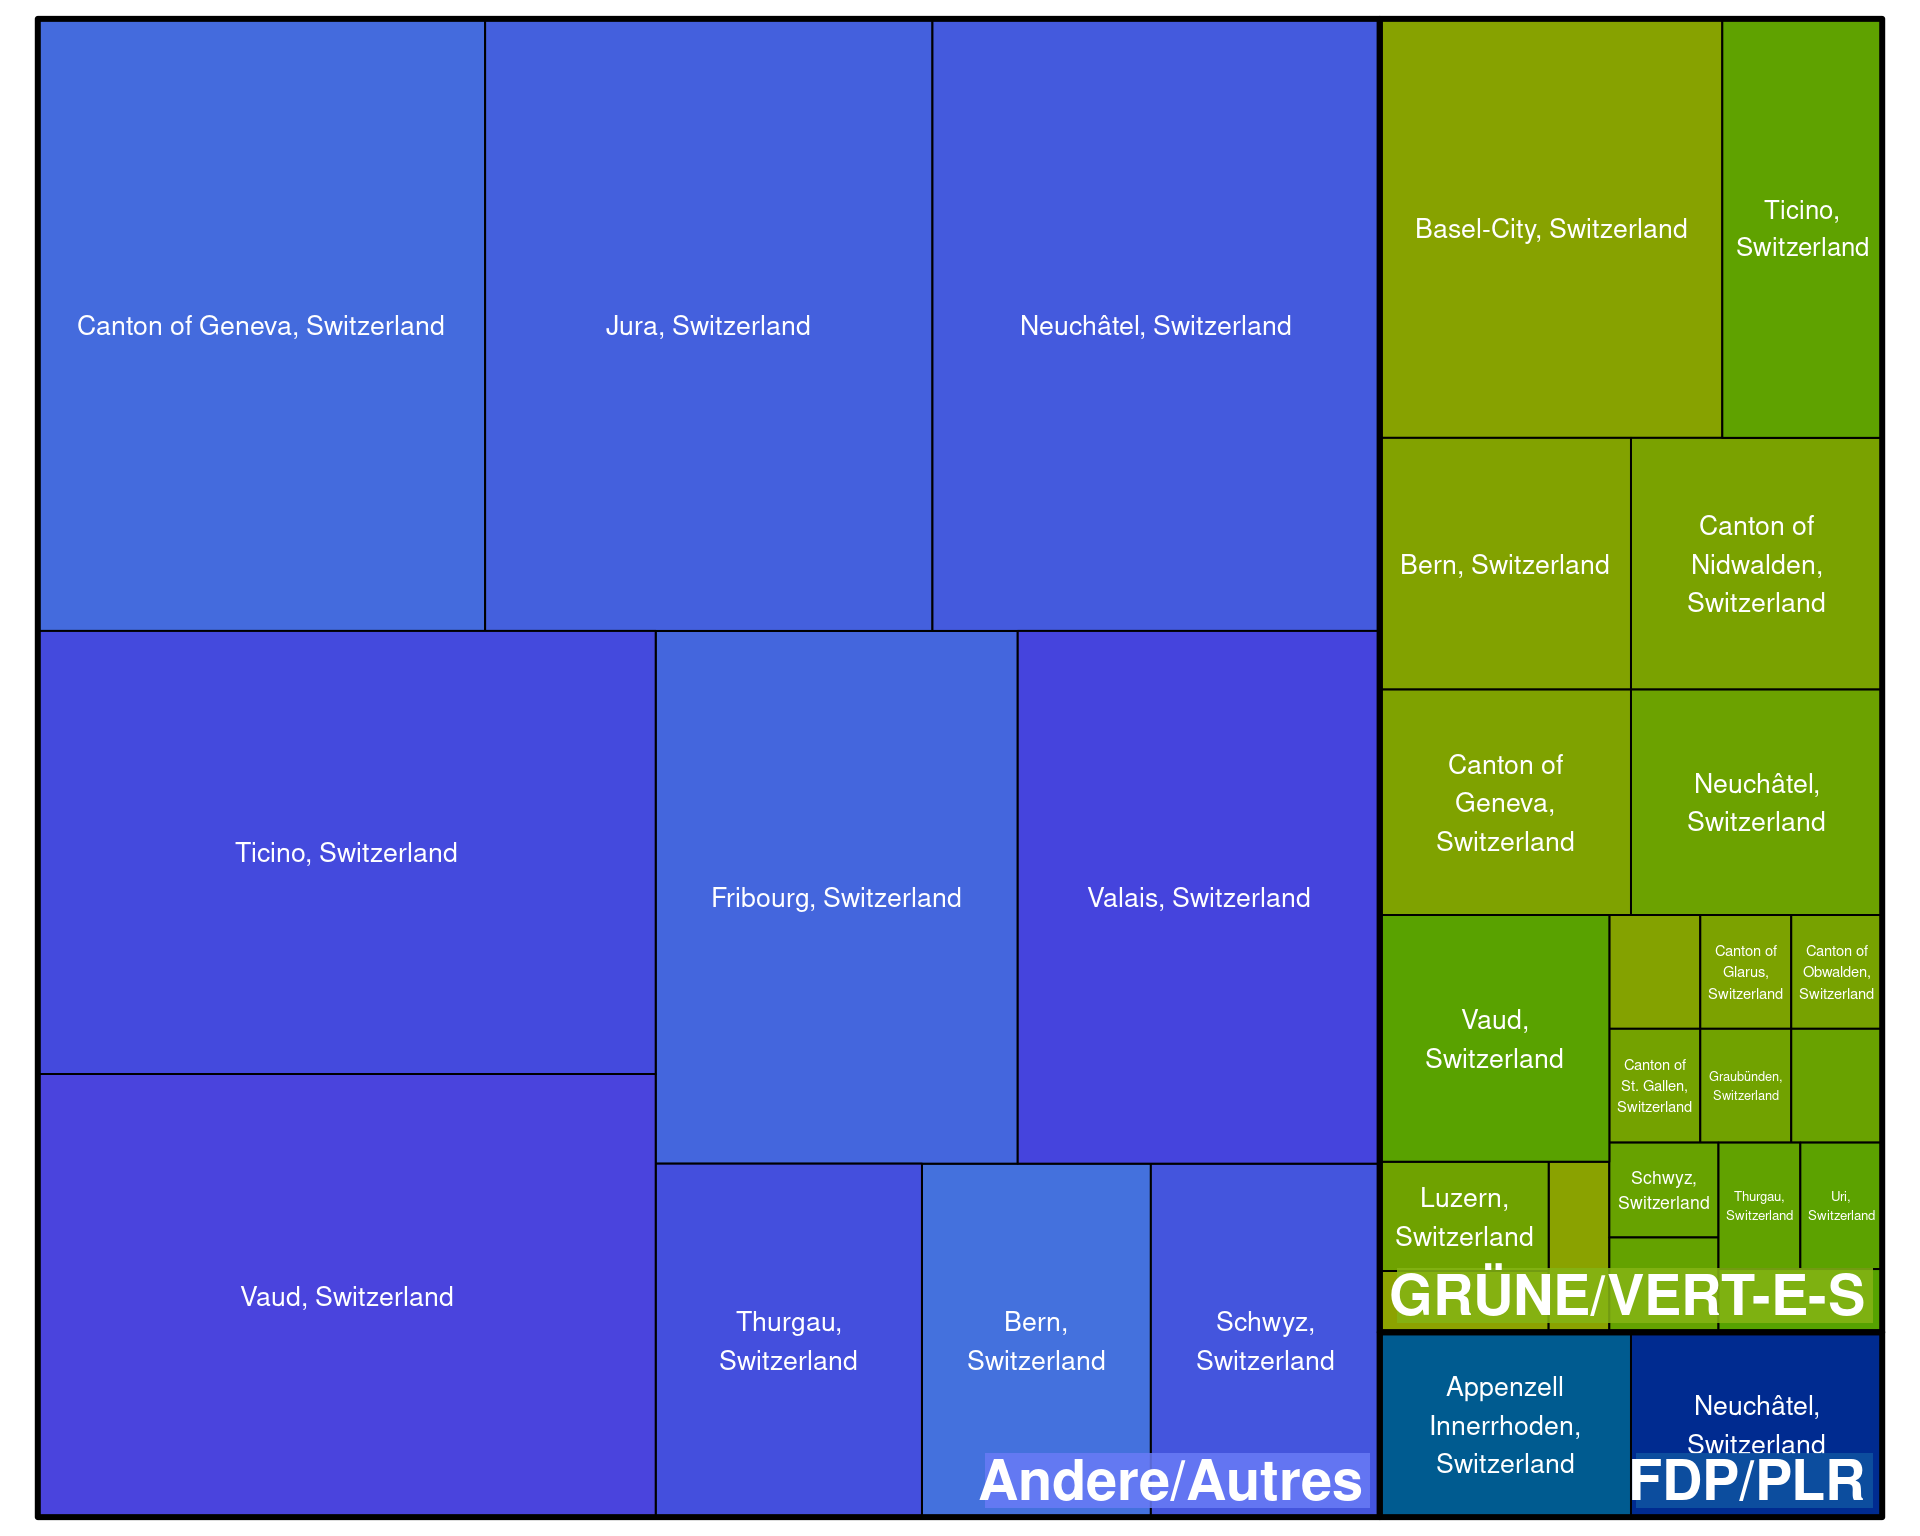 Canton of Geneva, Switzerland
Jura, Switzerland
Neuchâtel, Switzerland
Ticino, Switzerland
Vaud, Switzerland
Fribourg, Switzerland
Valais, Switzerland
Thurgau,
Switzerland
Bern,
Switzerland
Schwyz,
Switzerland
Andere/Autres
Basel-City, Switzerland
Ticino,
Switzerland
Bern, Switzerland
Canton of
Nidwalden,
Switzerland
Canton of
Geneva,
Switzerland
Neuchâtel,
Switzerland
Vaud,
Switzerland
Canton of
Glarus,
Switzerland
Canton of
Obwalden,
Switzerland
Canton of
St. Gallen,
Switzerland
Graubünden,
Switzerland
Luzern,
Switzerland
Schwyz,
Switzerland
Thurgau,
Switzerland
Uri,
Switzerland
GRÜNE/VERT-E-S
Appenzell
Innerrhoden,
Switzerland
Neuchâtel,
Switzerland
FDP/PLR